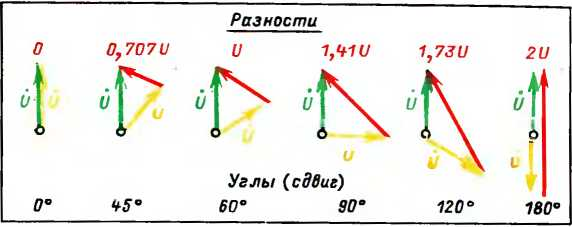 Разности
0 0,707U U 1,41U 1,73U 2U
U̇ U̇ U̇ U̇ U̇ U̇
U̇ U U̇ U U̇ U
Углы (сдвиг)
0° 45° 60° 90° 120° 180°